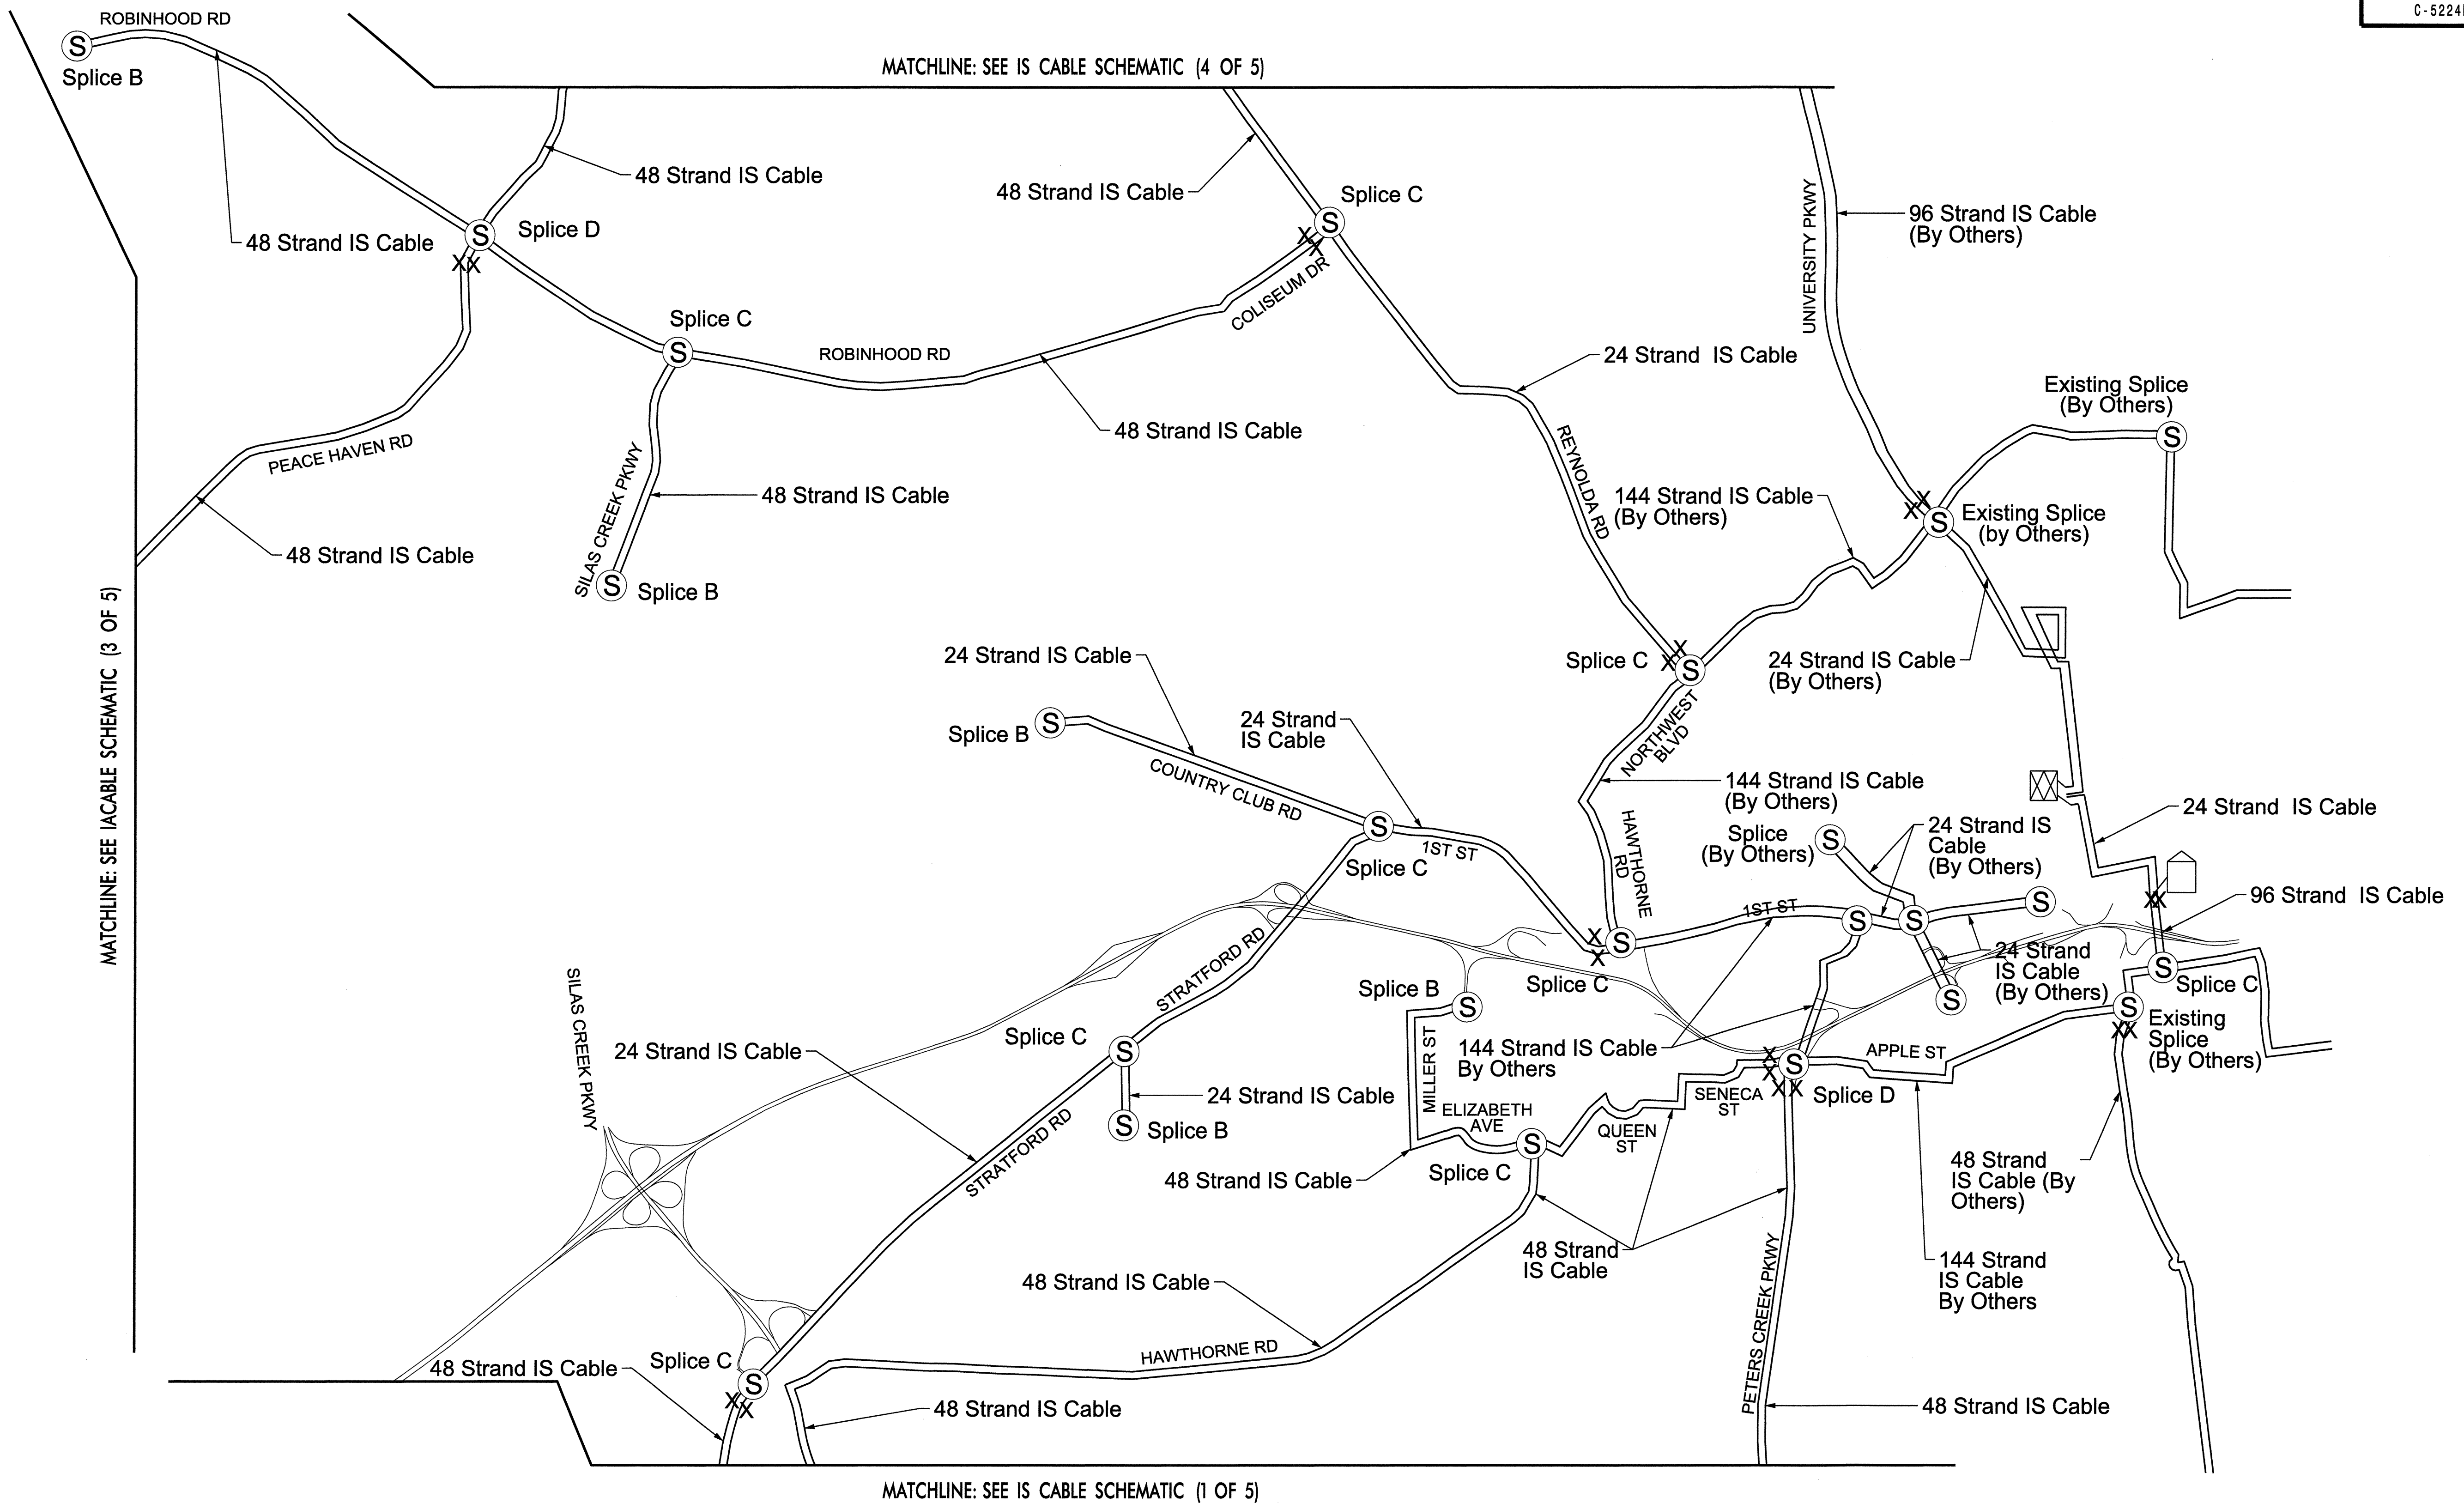 C-5224
ROBINHOOD RD
S
Splice B
MATCHLINE: SEE IS CABLE SCHEMATIC (4 OF 5)
48 Strand IS Cable
48 Strand IS Cable
Splice C
S
48 Strand IS Cable
S
Splice D
XX
X
X
COLISEUM DR
UNIVERSITY PKWY
96 Strand IS Cable
(By Others)
Splice C
S
ROBINHOOD RD
24 Strand IS Cable
48 Strand IS Cable
Existing Splice
(By Others)
S
PEACE HAVEN RD
48 Strand IS Cable
SILAS CREEK PKWY
48 Strand IS Cable
S
Splice B
REYNOLDA RD
144 Strand IS Cable
(By Others)
X
X
S
Existing Splice
(by Others)
MATCHLINE: SEE IACABLE SCHEMATIC (3 OF 5)
24 Strand IS Cable
Splice C
X
X
S
24 Strand IS Cable
(By Others)
Splice B
S
24 Strand
IS Cable
COUNTRY CLUB RD
NORTHWEST
BLVD
144 Strand IS Cable
(By Others)
24 Strand IS Cable
S
Splice C
1ST ST
HAWTHORNE
RD
Splice
(By Others)
S
24 Strand IS
Cable
(By Others)
XX
96 Strand IS Cable
1ST ST
S
S
S
X
X
S
Splice C
24 Strand
IS Cable
(By Others)
S
S
Splice C
STRATFORD RD
SILAS CREEK PKWY
Splice B
S
S
Existing
Splice
(By Others)
XX
Splice C
S
24 Strand IS Cable
144 Strand IS Cable
By Others
X
X
S
XX
Splice D
APPLE ST
24 Strand IS Cable
S
Splice B
MILLER ST
ELIZABETH
AVE
SENECA
ST
QUEEN
ST
STRATFORD RD
48 Strand IS Cable
Splice C
S
48 Strand
IS Cable (By
Others)
48 Strand
IS Cable
144 Strand
IS Cable
By Others
48 Strand IS Cable
PETERS CREEK PKWY
HAWTHORNE RD
48 Strand IS Cable
Splice C
S
X
X
48 Strand IS Cable
48 Strand IS Cable
MATCHLINE: SEE IS CABLE SCHEMATIC (1 OF 5)